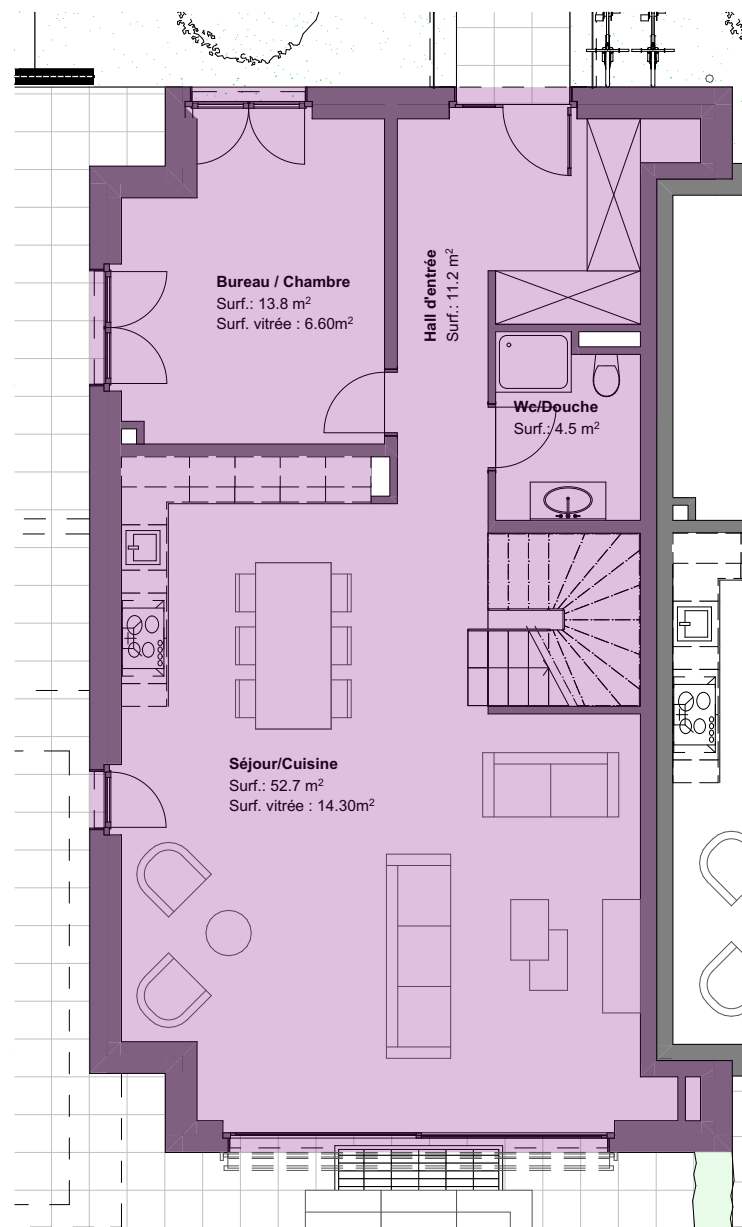 Bureau / Chambre
Surf.: 13.8 m²
Surf. vitrée : 6.60m²
Hall d'entrée
Surf.: 11.2 m²
Wc/Douche
Surf.: 4.5 m²
Séjour/Cuisine
Surf.: 52.7 m²
Surf. vitrée : 14.30m²